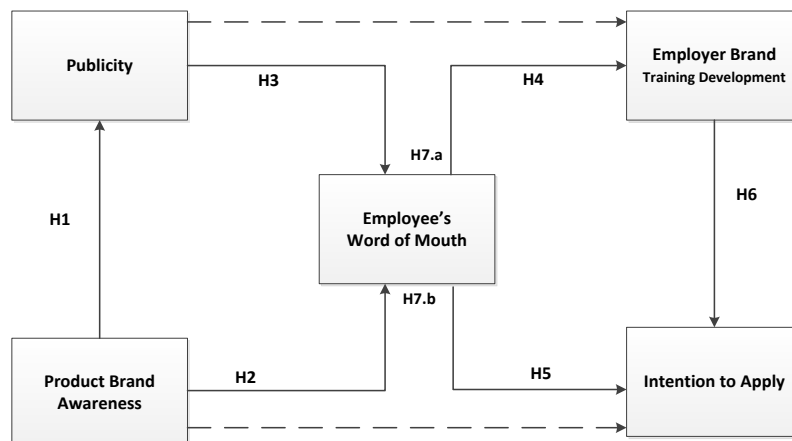 Publicity
Employer Brand
Training Development
H3
H4
H7.a
H1
Employee’s
Word of Mouth
H6
H7.b
H2
H5
Product Brand
Awareness
Intention to Apply